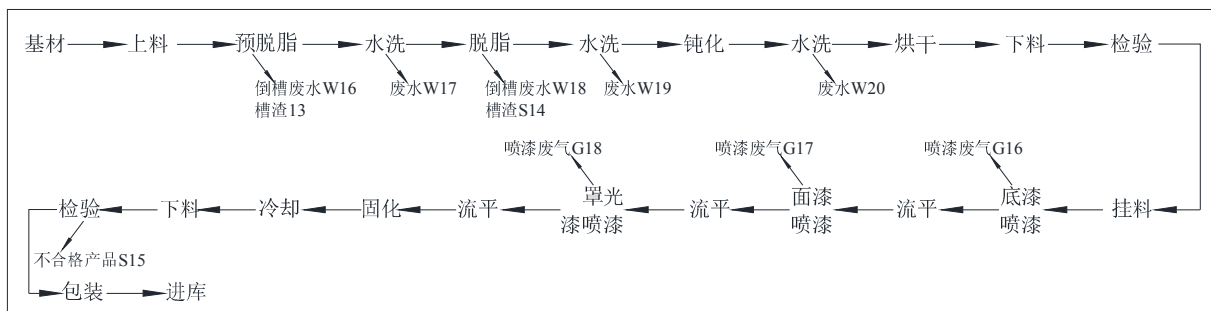 基材 上料 预脱脂 水洗 脱脂 水洗 钝化 水洗 烘干 下料 检验
倒槽废水W16 废水W17 倒槽废水W18 废水W19 废水W20
槽渣13 槽渣S14
喷漆废气G18 喷漆废气G17 喷漆废气G16
罩光 面漆 底漆
检验 下料 冷却 固化 流平 漆喷漆 流平 喷漆 流平 喷漆 挂料
不合格产品S15
包装 进库